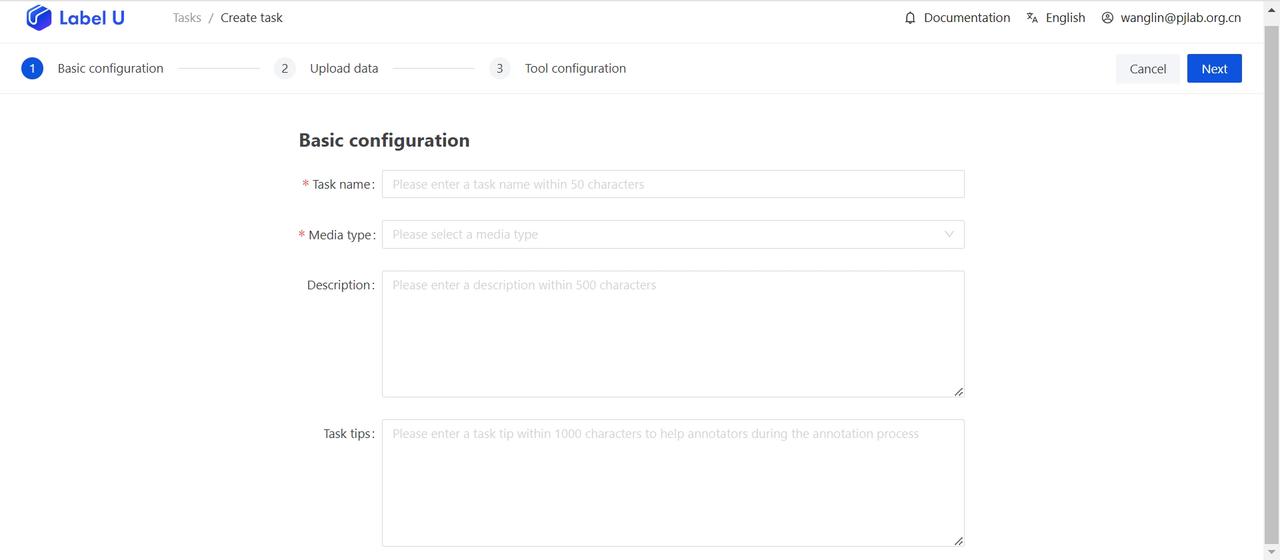 Label U Tasks / Create task Documentation English wanglin@pjlab.org.cn
1 Basic configuration 2 Upload data 3 Tool configuration Cancel Next
Basic configuration
* Task name: Please enter a task name within 50 characters
* Media type: Please select a media type
Description: Please enter a description within 500 characters
Task tips: Please enter a task tip within 1000 characters to help annotators during the annotation process